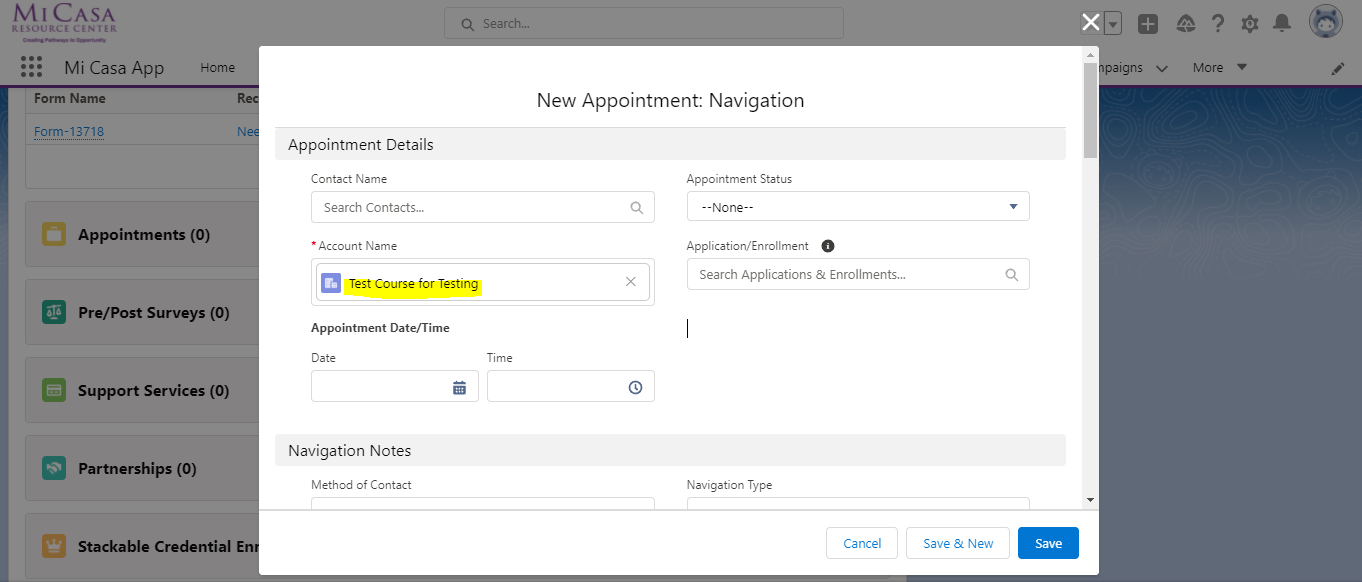 MI CASA
RESOURCE CENTER
Creating Pathways to Opportunity
Search...
Mi Casa App
Home
mpaigns
More
Form Name
Rec
Form-13718
Nee
Appointments (0)
Pre/Post Surveys (0)
Support Services (0)
Partnerships (0)
Stackable Credential Enr
New Appointment: Navigation
Appointment Details
Contact Name
Appointment Status
Search Contacts...
--None--
* Account Name
Application/Enrollment
Test Course for Testing
Search Applications & Enrollments...
Appointment Date/Time
Date
Time
Navigation Notes
Method of Contact
Navigation Type
Cancel
Save & New
Save